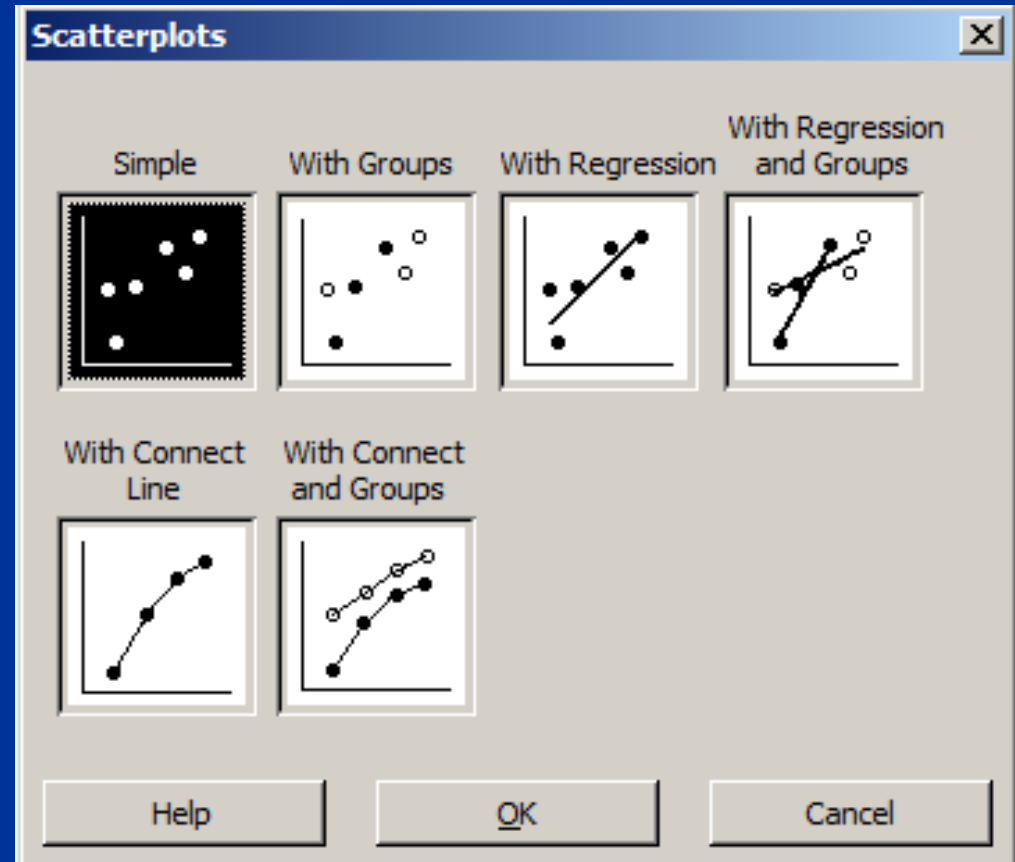 Scatterplots
Simple
With Groups
With Regression
With Regression
and Groups
With Connect
Line
With Connect
and Groups
Help
OK
Cancel